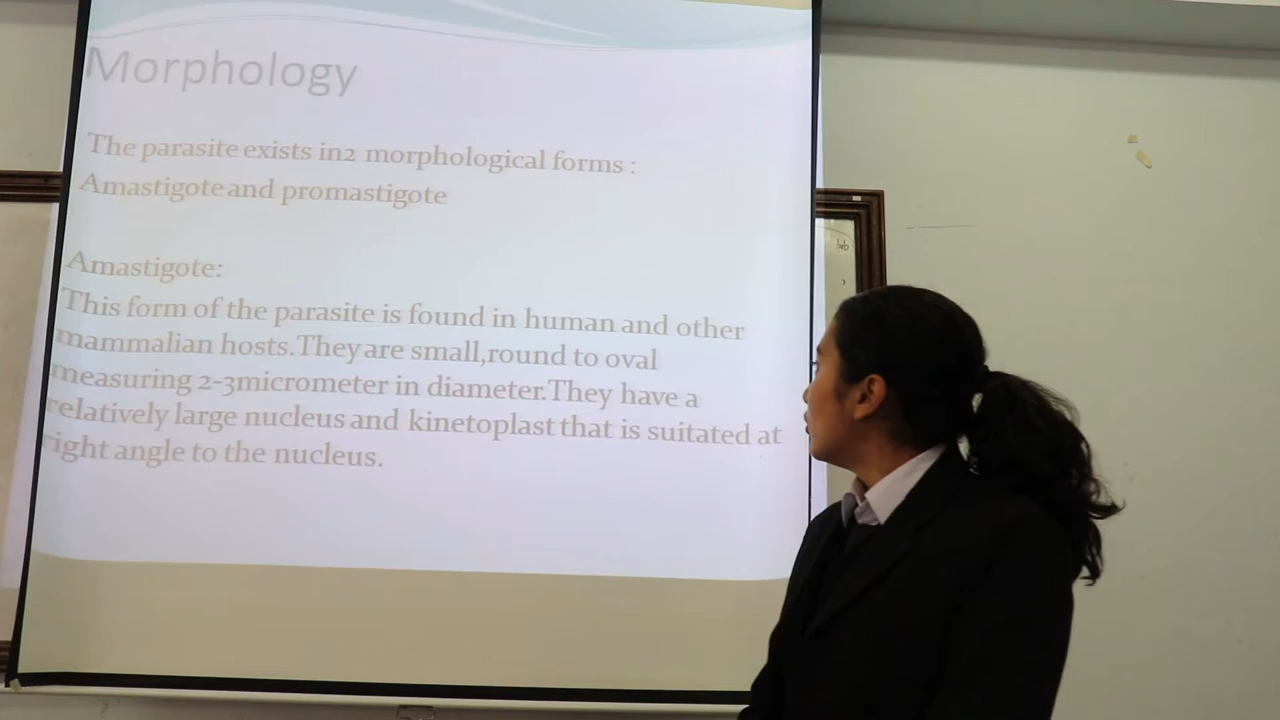 Morphology
The parasite exists in2 morphological forms :
Amastigote and promastigote
Amastigote:
This form of the parasite is found in human and other
mammalian hosts.They are small,round to oval
measuring 2-3micrometer in diameter.They have a
relatively large nucleus and kinetoplast that is suitated at
right angle to the nucleus.